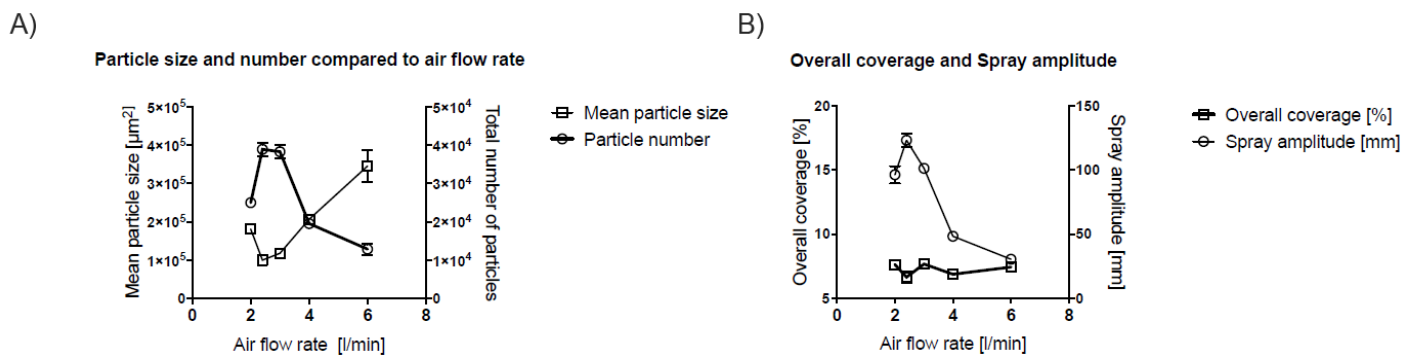 A)
Particle size and number compared to air flow rate
Mean particle size [µm²]
5×10⁵
4×10⁵
3×10⁵
2×10⁵
1×10⁵
0
5×10⁴
4×10⁴
3×10⁴
2×10⁴
1×10⁴
0
Total number of particles
0 2 4 6 8
Air flow rate [l/min]
Mean particle size
Particle number
B)
Overall coverage and Spray amplitude
Overall coverage [%]
20
15
10
5
150
100
50
0
Spray amplitude
[mm]
0 2 4 6 8
Air flow rate [l/min]
Overall coverage [%]
Spray amplitude [mm]